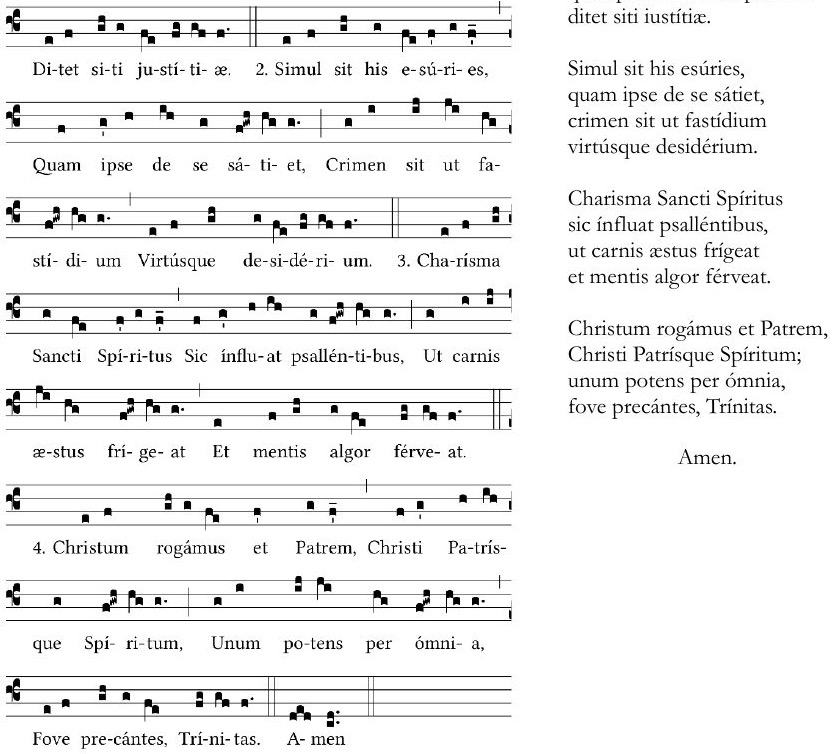 Di-tet si-ti ju-stí-ti-æ. 2. Simul sit his e-sú-ri-es,
Quam ipse de se sá-ti-et, Crimen sit ut fa-
stí-di-um Virtúsque de-si-dé-ri-um. 3. Cha-rísma
Sancti Spí-ri-tus Sic ínflu-at psallén-ti-bus, Ut carnis
æ-stus frí-ge-at Et mentis algor férve-at.
4. Christum rogámus et Patrem, Christi Pa-trís-
que Spí-ri-tum, Unum po-tens per ómni-a,
Fove pre-cántes, Trí-ni-tas. A-men
ditet siti iustítiæ.
Simul sit his esúries,
quam ipse de se sátiet,
crimen sit ut fastídium
virtúsque desidérium.
Charisma Sancti Spíritus
sic ínfluat psalléntibus,
ut carnis æstus frígeat
et mentis algor férveat.
Christum rogámus et Patrem,
Christi Patrísque Spíritum;
unum potens per ómnia,
fove precántes, Trínitas.
Amen.